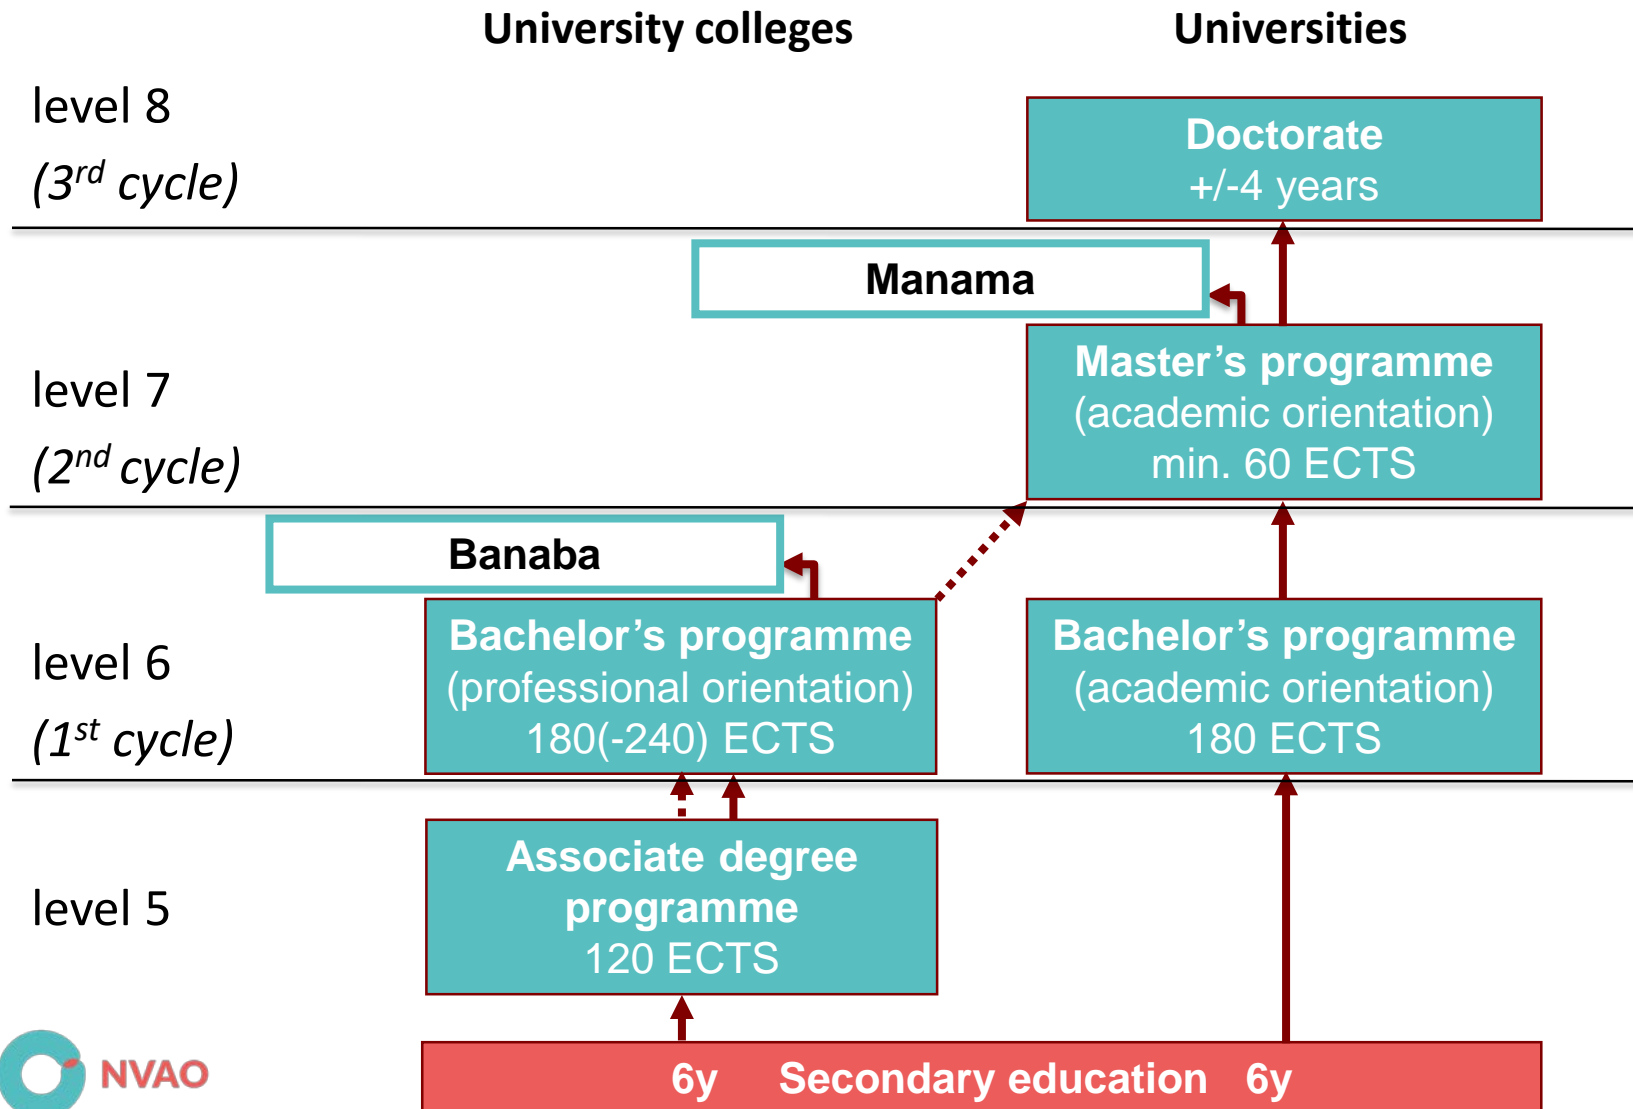 University colleges
Universities
level 8
(3rd cycle)
Doctorate
+/-4 years
Manama
level 7
(2nd cycle)
Master's programme
(academic orientation)
min. 60 ECTS
Banaba
level 6
(1st cycle)
Bachelor's programme
(professional orientation)
180(-240) ECTS
Bachelor's programme
(academic orientation)
180 ECTS
level 5
Associate degree
programme
120 ECTS
NVAO
6y Secondary education 6y